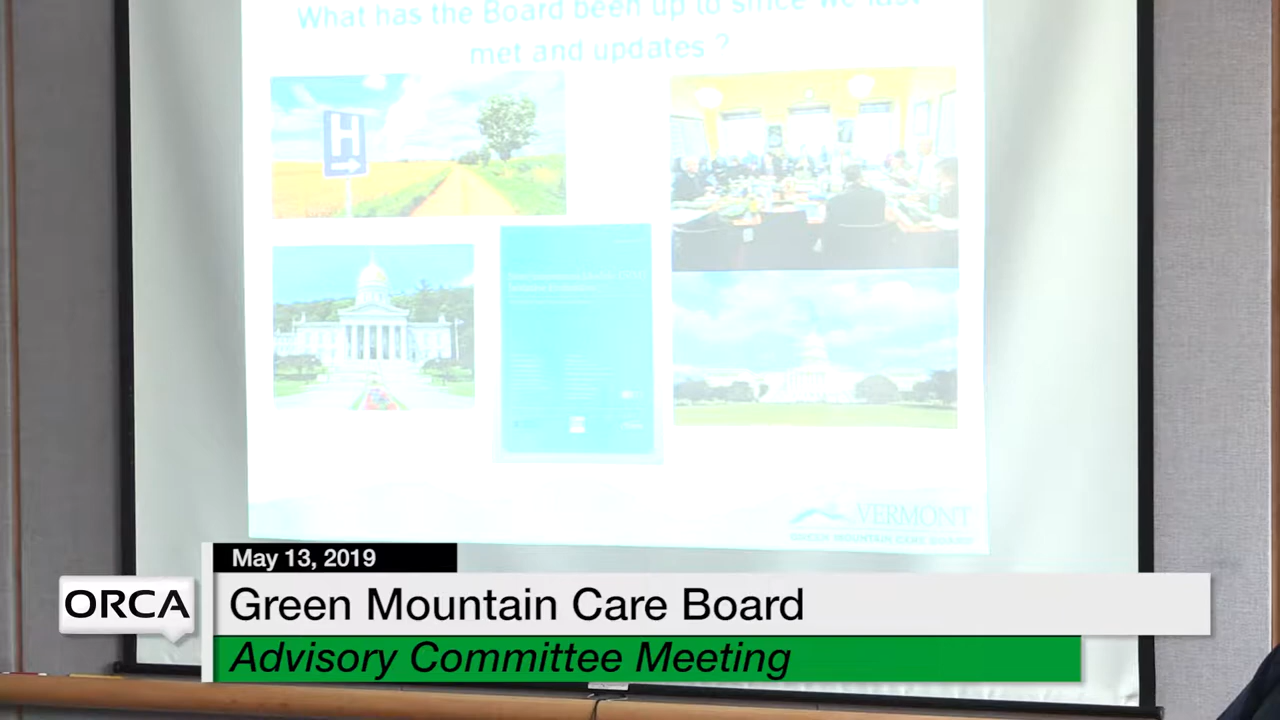 What has the Board been up to since we last
met and updates ?
H
VERMONT
GREEN MOUNTAIN CARE BOARD
May 13, 2019
ORCA
Green Mountain Care Board
Advisory Committee Meeting